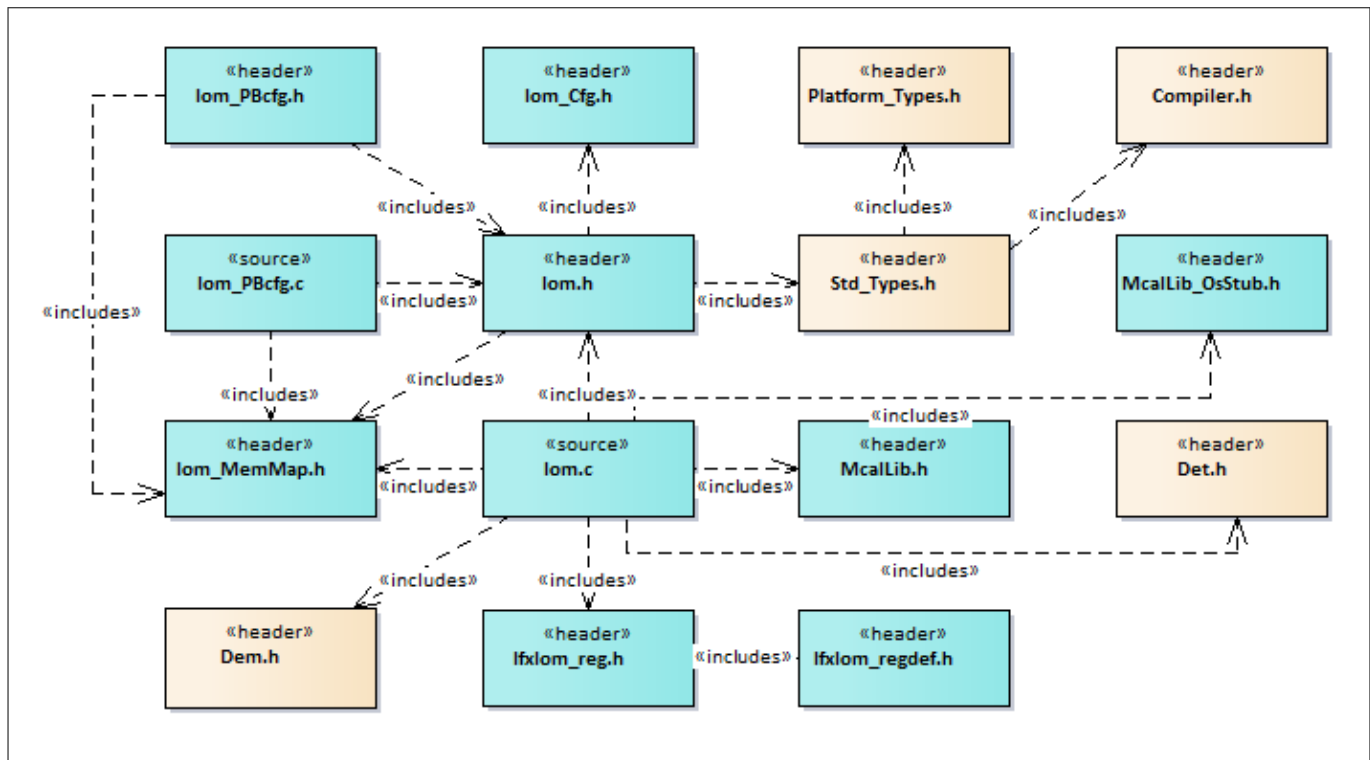 «header» «header» «header» «header»
Iom_PBcfg.h Iom_Cfg.h Platform_Types.h Compiler.h
«includes» «includes» «includes» «includes»
«source» «header» «header» «header»
Iom_PBcfg.c Iom.h Std_Types.h McalLib_OsStub.h
«includes» «includes» «includes»
«includes» «includes» «includes» «includes»
«header» «source» «header» «header»
Iom_MemMap.h Iom.c McalLib.h Det.h
«includes» «includes»
«includes» «includes» «includes»
«header» «header» «header»
Dem.h IfxIom_reg.h «includes» IfxIom_regdef.h